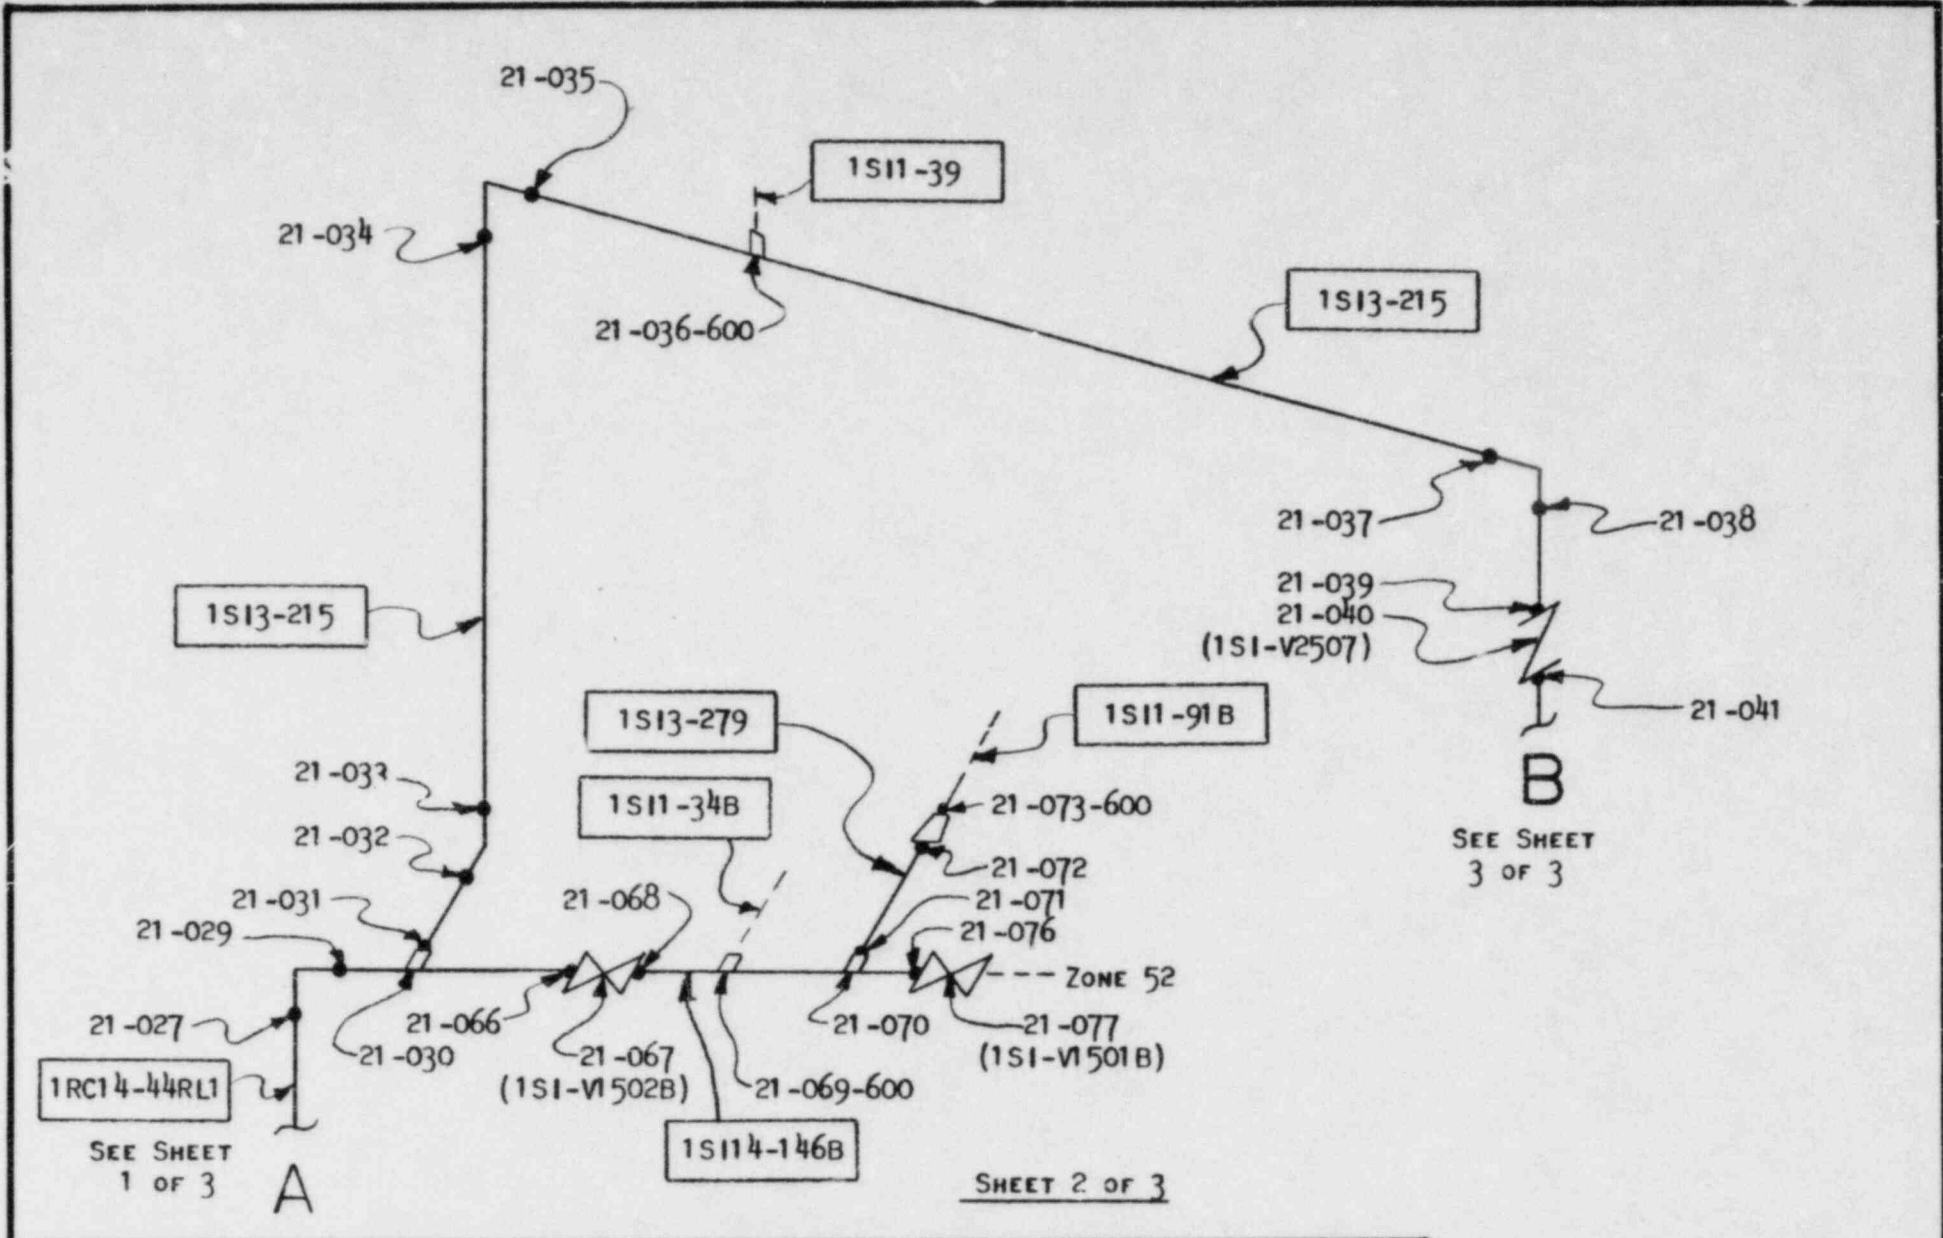 21-035
1SI1-39
21-034
21-036-600
1SI3-215
21-037
21-038
21-039
21-040
(1SI-V2507)
1SI3-215
21-041
1SI3-279
1SI1-91B
B
SEE SHEET
3 OF 3
21-033
1SI1-34B
21-073-600
21-032
21-072
21-031
21-068
21-071
21-029
21-076
ZONE 52
21-027
21-066
21-030
21-067
(1SI-V1502B)
21-069-600
21-070
21-077
(1SI-V1501B)
1RC14-44RL1
1SI14-146B
SEE SHEET
1 OF 3
A
SHEET 2 OF 3